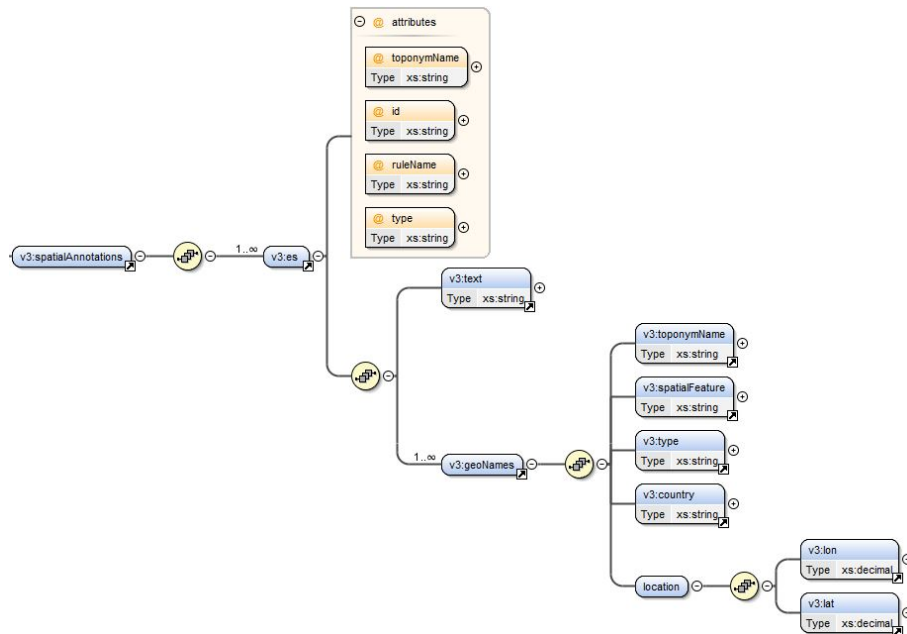 @ attributes
@ toponymName
Type xs:string
@ id
Type xs:string
@ ruleName
Type xs:string
@ type
Type xs:string
v3:spatialAnnotations
1..∞
v3:es
v3:text
Type xs:string
1..∞
v3:geoNames
v3:toponymName
Type xs:string
v3:spatialFeature
Type xs:string
v3:type
Type xs:string
v3:country
Type xs:string
location
v3:lon
Type xs:decimal
v3:lat
Type xs:decimal